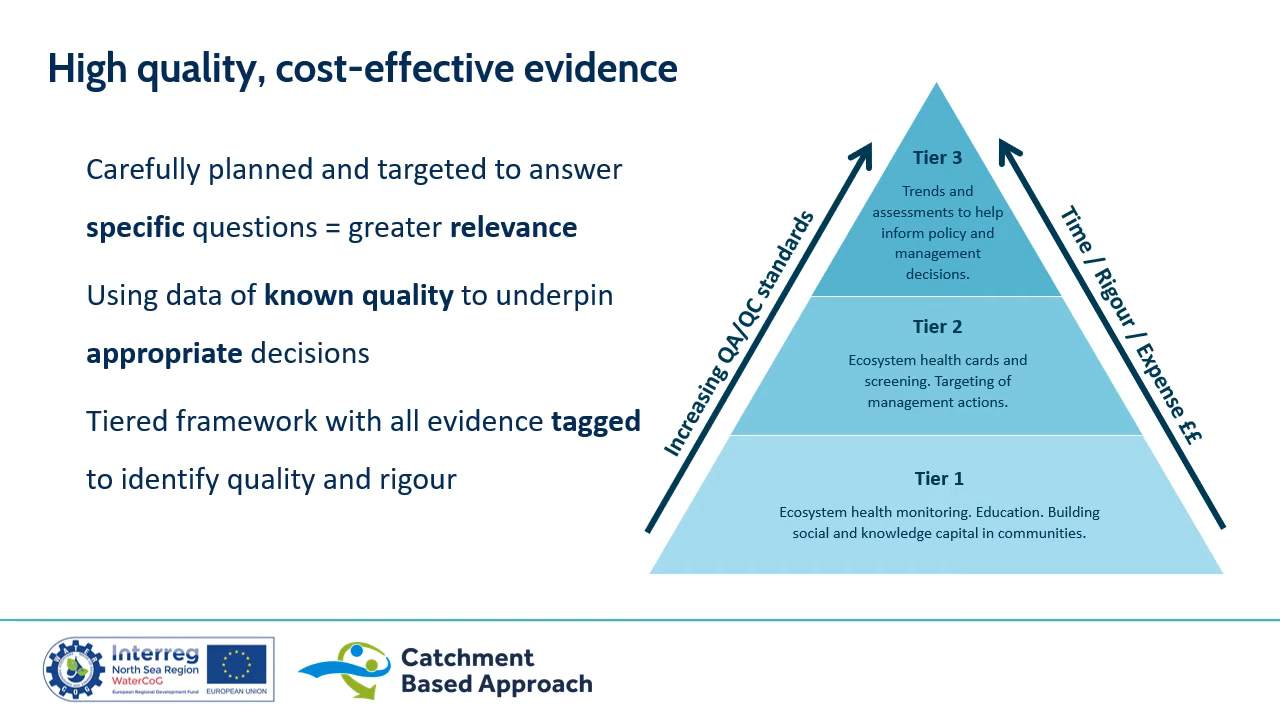 High quality, cost-effective evidence
Carefully planned and targeted to answer
specific questions = greater relevance
Using data of known quality to underpin
appropriate decisions
Tiered framework with all evidence tagged
to identify quality and rigour
Increasing QA/QC standards
Tier 3
Trends and
assessments to help
inform policy and
management
decisions.
Tier 2
Ecosystem health cards and
screening. Targeting of
management actions.
Tier 1
Ecosystem health monitoring. Education. Building
social and knowledge capital in communities.
Time / Rigour / Expense ££
Interreg
North Sea Region
WaterCoG
European Regional Development Fund
EUROPEAN UNION
Catchment
Based Approach